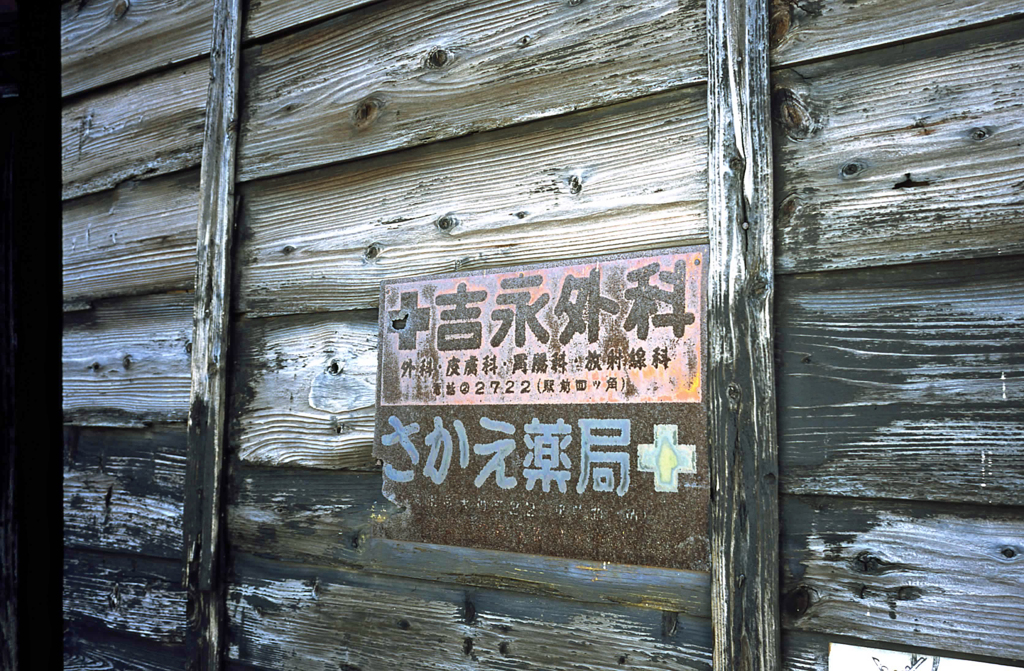 吉永外科
外科・皮膚科・胃腸科・放射線科
電話②2722(駅前四ッ角)
さかえ薬局